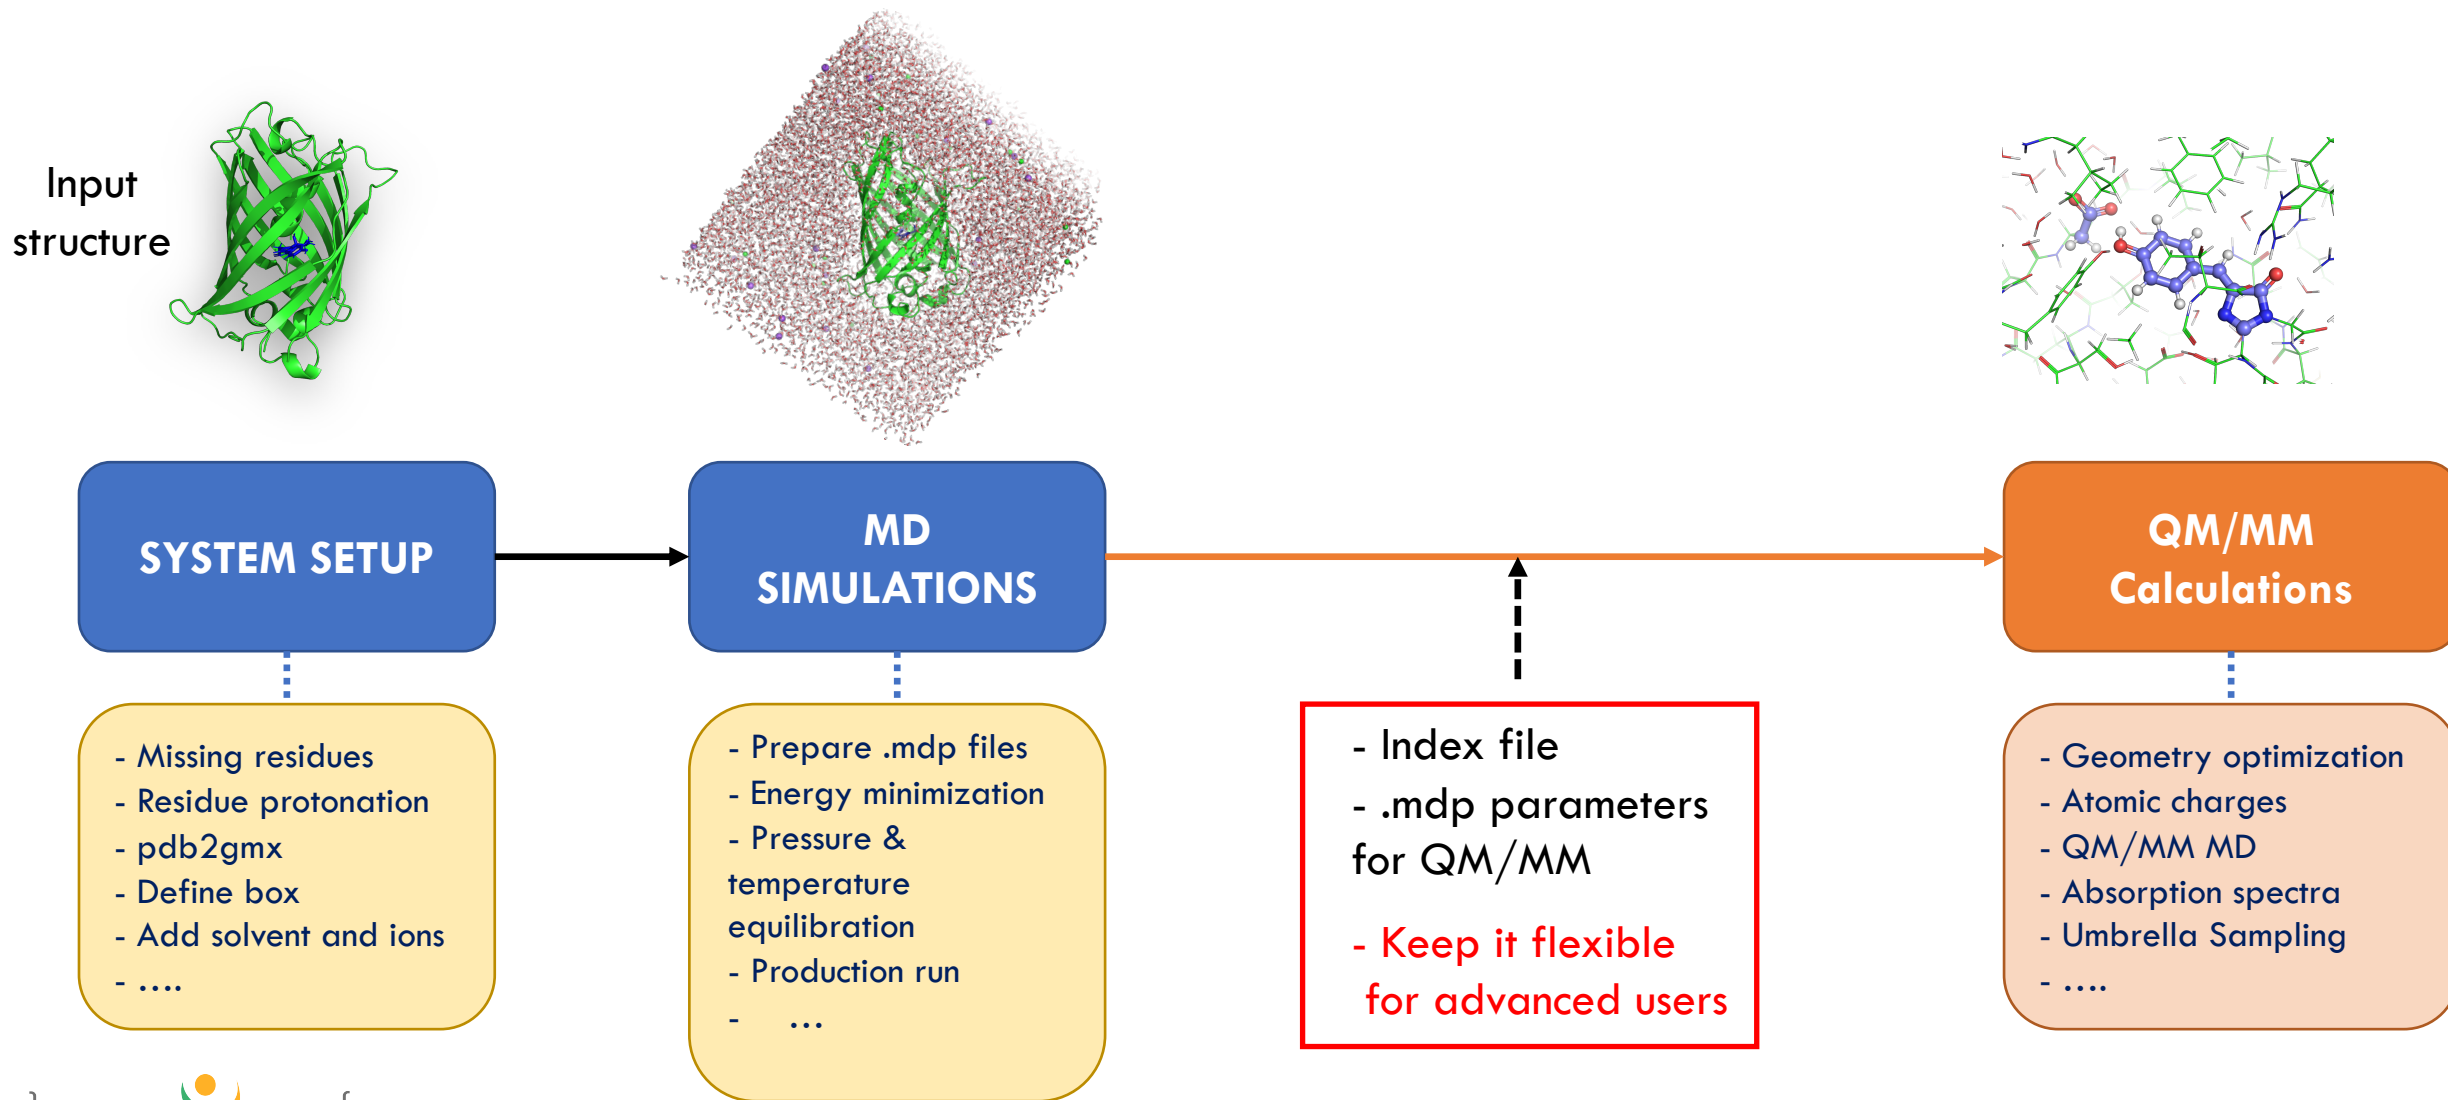 Input
structure
SYSTEM SETUP
MD
SIMULATIONS
QM/MM
Calculations
- Missing residues
- Residue protonation
- pdb2gmx
- Define box
- Add solvent and ions
- ....
- Prepare .mdp files
- Energy minimization
- Pressure &
temperature
equilibration
- Production run
- ...
- Index file
- .mdp parameters
for QM/MM
- Keep it flexible
for advanced users
- Geometry optimization
- Atomic charges
- QM/MM MD
- Absorption spectra
- Umbrella Sampling
- ....